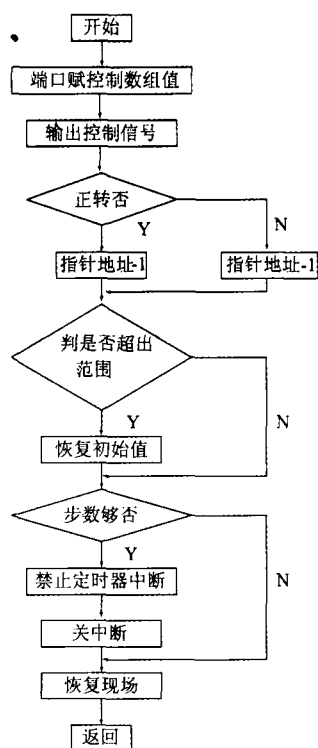 开始
端口赋控制数组值
输出控制信号
正转否
Y
N
指针地址-1
指针地址-1
判是否超出
范围
Y
N
恢复初始值
步数够否
Y
N
禁止定时器中断
关中断
恢复现场
返回